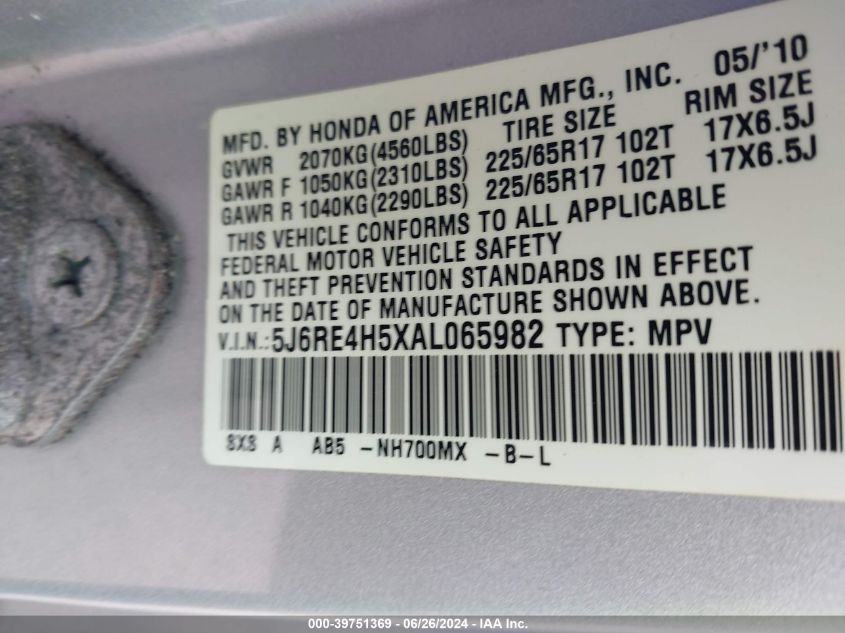 MFD. BY HONDA OF AMERICA MFG., INC. 05/'10
GVWR 2070KG(4560LBS) TIRE SIZE RIM SIZE
GAWR F 1050KG(2310LBS) 225/65R17 102T 17X6.5J
GAWR R 1040KG(2290LBS) 225/65R17 102T 17X6.5J
THIS VEHICLE CONFORMS TO ALL APPLICABLE
FEDERAL MOTOR VEHICLE SAFETY
AND THEFT PREVENTION STANDARDS IN EFFECT
ON THE DATE OF MANUFACTURE SHOWN ABOVE.
V.I.N.:5J6RE4H5XAL065982 TYPE: MPV
SXS A AB5 -NH700MX -B-L
000-39751369 - 06/26/2024 - IAA Inc.